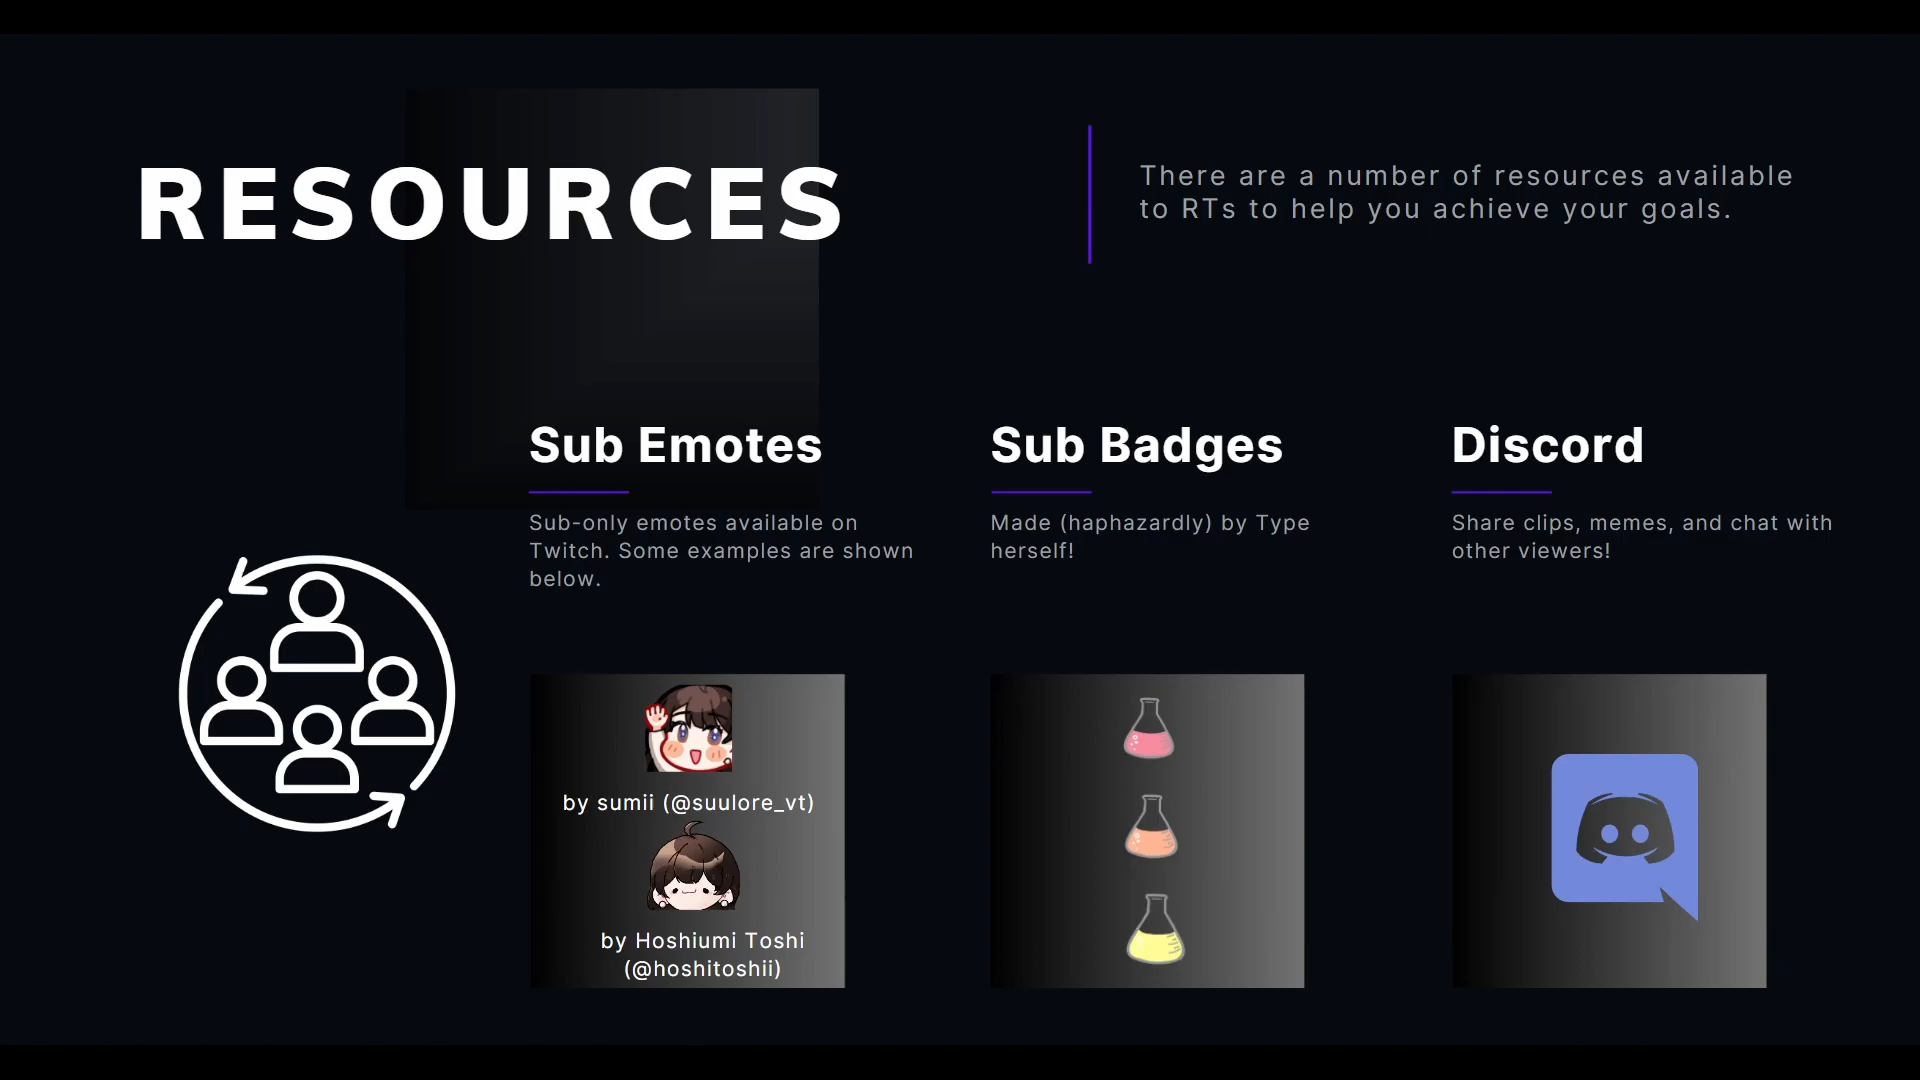 RESOURCES
There are a number of resources available
to RTs to help you achieve your goals.
Sub Emotes
Sub-only emotes available on
Twitch. Some examples are shown
below.
by sumii (@suulore_vt)
by Hoshiumi Toshi
(@hoshitoshii)
Sub Badges
Made (haphazardly) by Type
herself!
Discord
Share clips, memes, and chat with
other viewers!